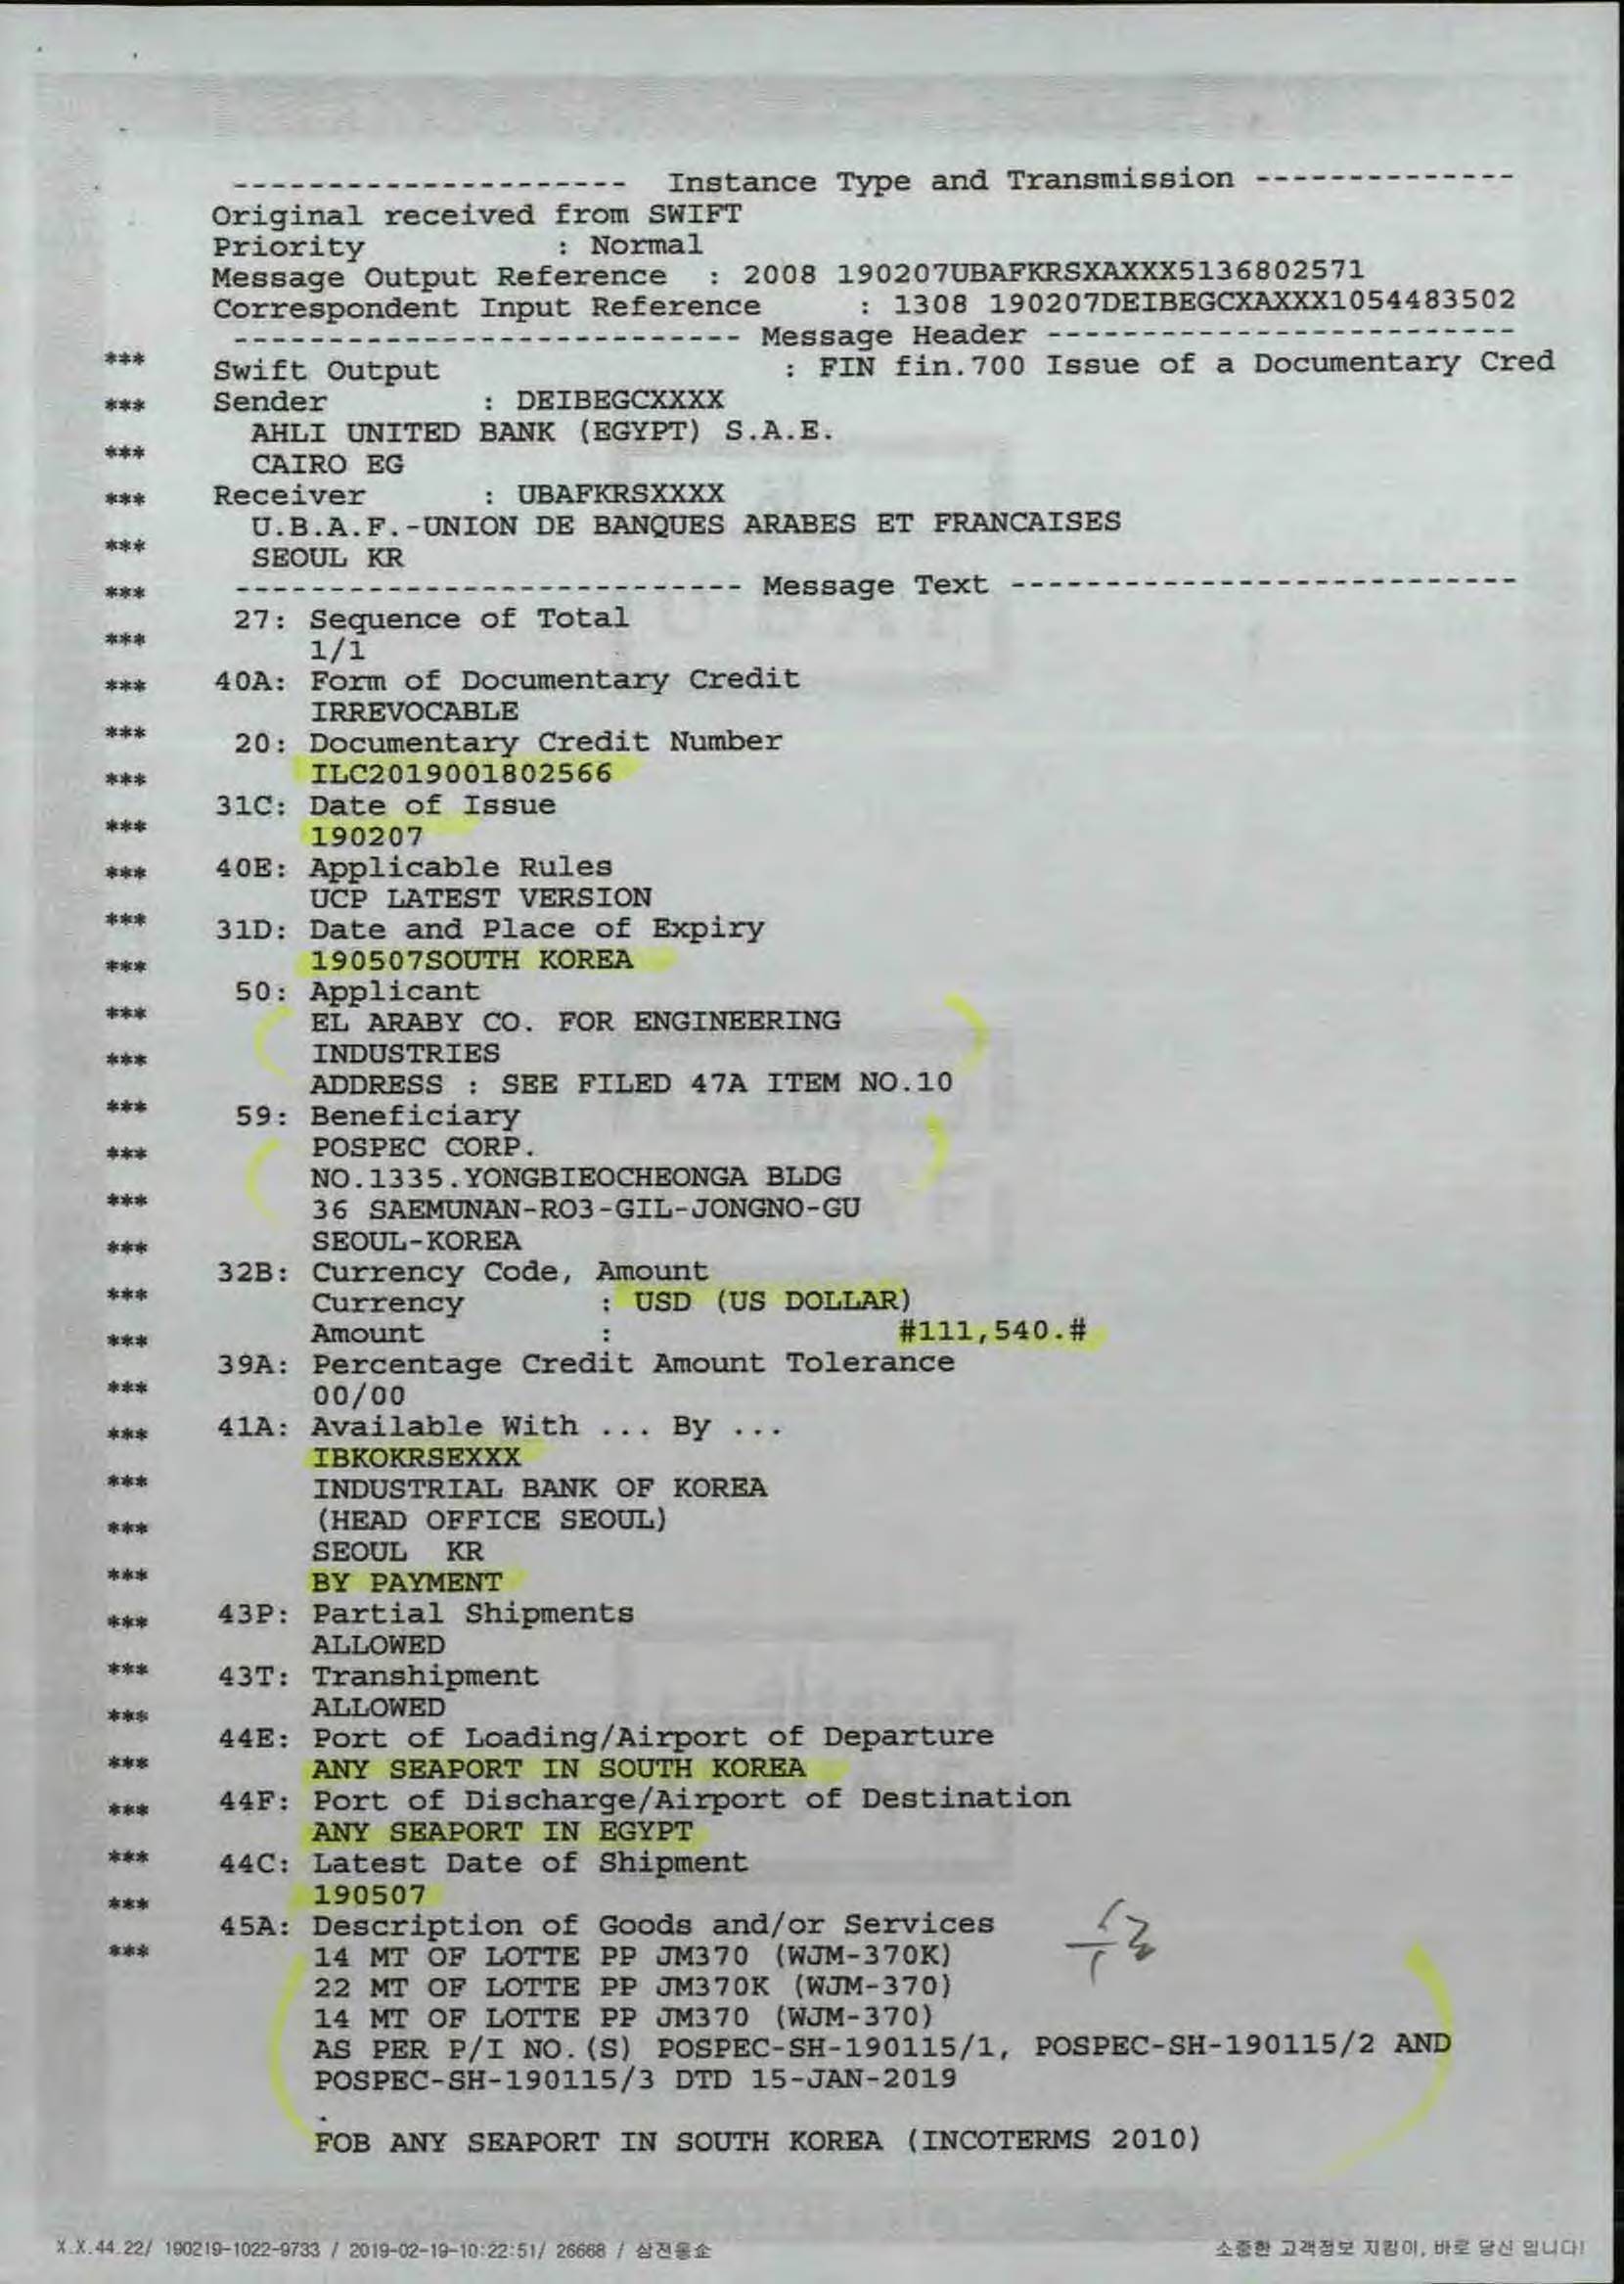 --------------------- Instance Type and Transmission --------------
Original received from SWIFT
Priority : Normal
Message Output Reference : 2008 190207UBAFKRSXAXXX5136802571
Correspondent Input Reference : 1308 190207DEIBEGCXAXXX1054483502
--------------------------- Message Header -------------------------
*** Swift Output : FIN fin.700 Issue of a Documentary Cred
*** Sender : DEIBEGCXXXX
AHLI UNITED BANK (EGYPT) S.A.E.
*** CAIRO EG
*** Receiver : UBAFKRSXXXX
U.B.A.F.-UNION DE BANQUES ARABES ET FRANCAISES
*** SEOUL KR
*** --------------------------- Message Text ---------------------------
27: Sequence of Total
*** 1/1
*** 40A: Form of Documentary Credit
IRREVOCABLE
*** 20: Documentary Credit Number
*** ILC2019001802566
31C: Date of Issue
*** 190207
*** 40E: Applicable Rules
UCP LATEST VERSION
*** 31D: Date and Place of Expiry
*** 190507SOUTH KOREA
50: Applicant
*** EL ARABY CO. FOR ENGINEERING
*** INDUSTRIES
ADDRESS : SEE FILED 47A ITEM NO.10
*** 59: Beneficiary
*** POSPEC CORP.
NO.1335.YONGBIEOCHEONGA BLDG
*** 36 SAEMUNAN-RO3-GIL-JONGNO-GU
*** SEOUL-KOREA
32B: Currency Code, Amount
*** Currency : USD (US DOLLAR)
*** Amount : #111,540.#
39A: Percentage Credit Amount Tolerance
*** 00/00
*** 41A: Available With ... By ...
IBKOKRSEXXX
*** INDUSTRIAL BANK OF KOREA
*** (HEAD OFFICE SEOUL)
SEOUL KR
*** BY PAYMENT
*** 43P: Partial Shipments
ALLOWED
*** 43T: Transhipment
*** ALLOWED
44E: Port of Loading/Airport of Departure
*** ANY SEAPORT IN SOUTH KOREA
*** 44F: Port of Discharge/Airport of Destination
ANY SEAPORT IN EGYPT
*** 44C: Latest Date of Shipment
*** 190507
45A: Description of Goods and/or Services
*** 14 MT OF LOTTE PP JM370 (WJM-370K)
22 MT OF LOTTE PP JM370K (WJM-370)
14 MT OF LOTTE PP JM370 (WJM-370)
AS PER P/I NO.(S) POSPEC-SH-190115/1, POSPEC-SH-190115/2 AND
POSPEC-SH-190115/3 DTD 15-JAN-2019
.
FOB ANY SEAPORT IN SOUTH KOREA (INCOTERMS 2010)
X.X.44.22/ 190219-1022-9733 / 2019-02-19-10:22:51/ 26668 / 삼전동소
소중한 고객정보 지킴이, 바로 당신 입니다!